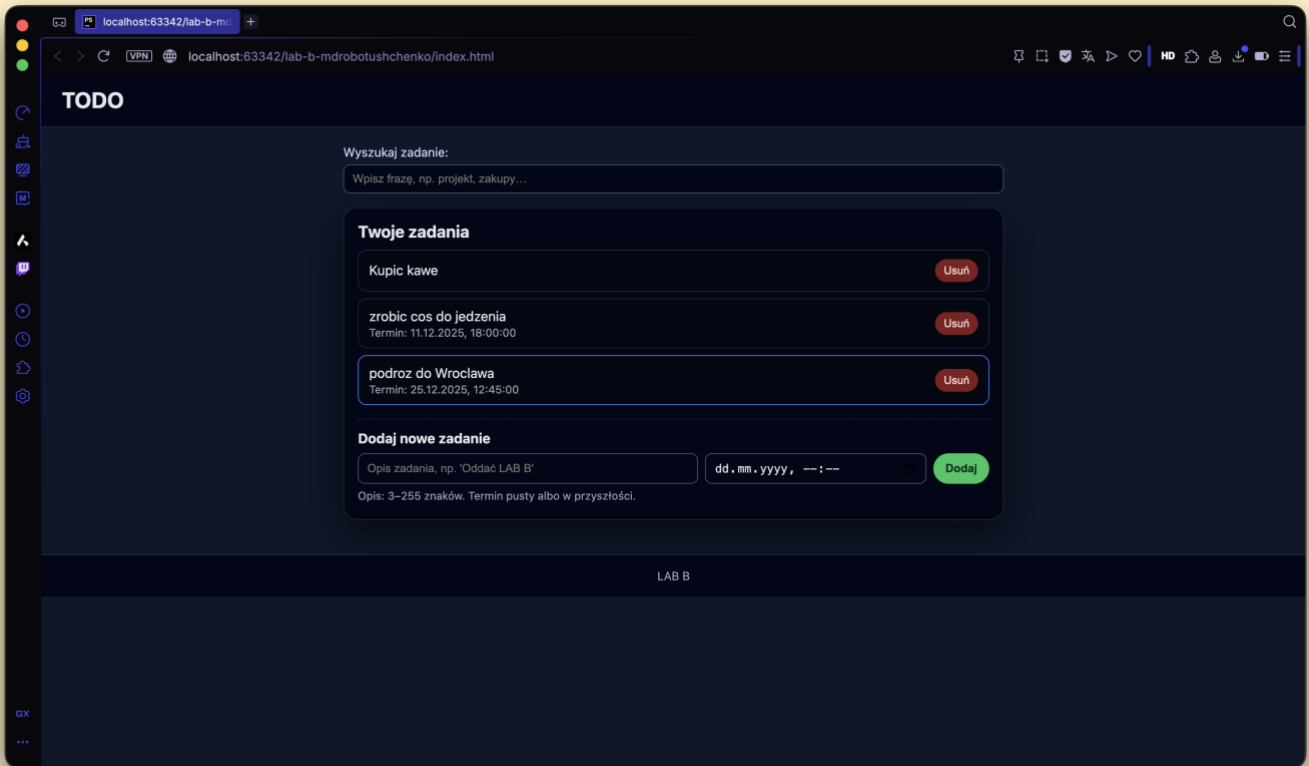 localhost:63342/lab-b-md
VPN localhost:63342/lab-b-mdrobotushchenko/index.html HD
TODO
Wyszukaj zadanie:
Wpisz frazę, np. projekt, zakupy…
Twoje zadania
Kupic kawe Usuń
zrobic cos do jedzenia
Termin: 11.12.2025, 18:00:00
Usuń
podroz do Wroclawa
Termin: 25.12.2025, 12:45:00
Usuń
Dodaj nowe zadanie
Opis zadania, np. 'Oddać LAB B' dd.mm.yyyy, --:-- Dodaj
Opis: 3–255 znaków. Termin pusty albo w przyszłości.
LAB B
GX